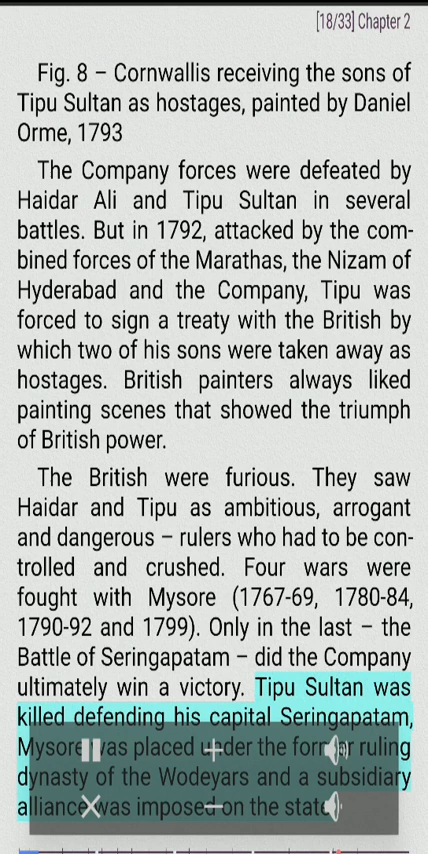 [18/33] Chapter 2
Fig. 8 – Cornwallis receiving the sons of
Tipu Sultan as hostages, painted by Daniel
Orme, 1793
The Company forces were defeated by
Haidar Ali and Tipu Sultan in several
battles. But in 1792, attacked by the com-
bined forces of the Marathas, the Nizam of
Hyderabad and the Company, Tipu was
forced to sign a treaty with the British by
which two of his sons were taken away as
hostages. British painters always liked
painting scenes that showed the triumph
of British power.
The British were furious. They saw
Haidar and Tipu as ambitious, arrogant
and dangerous – rulers who had to be con-
trolled and crushed. Four wars were
fought with Mysore (1767-69, 1780-84,
1790-92 and 1799). Only in the last – the
Battle of Seringapatam – did the Company
ultimately win a victory. Tipu Sultan was
killed defending his capital Seringapatam,
Mysore was placed under the former ruling
dynasty of the Wodeyars and a subsidiary
alliance was imposed on the state